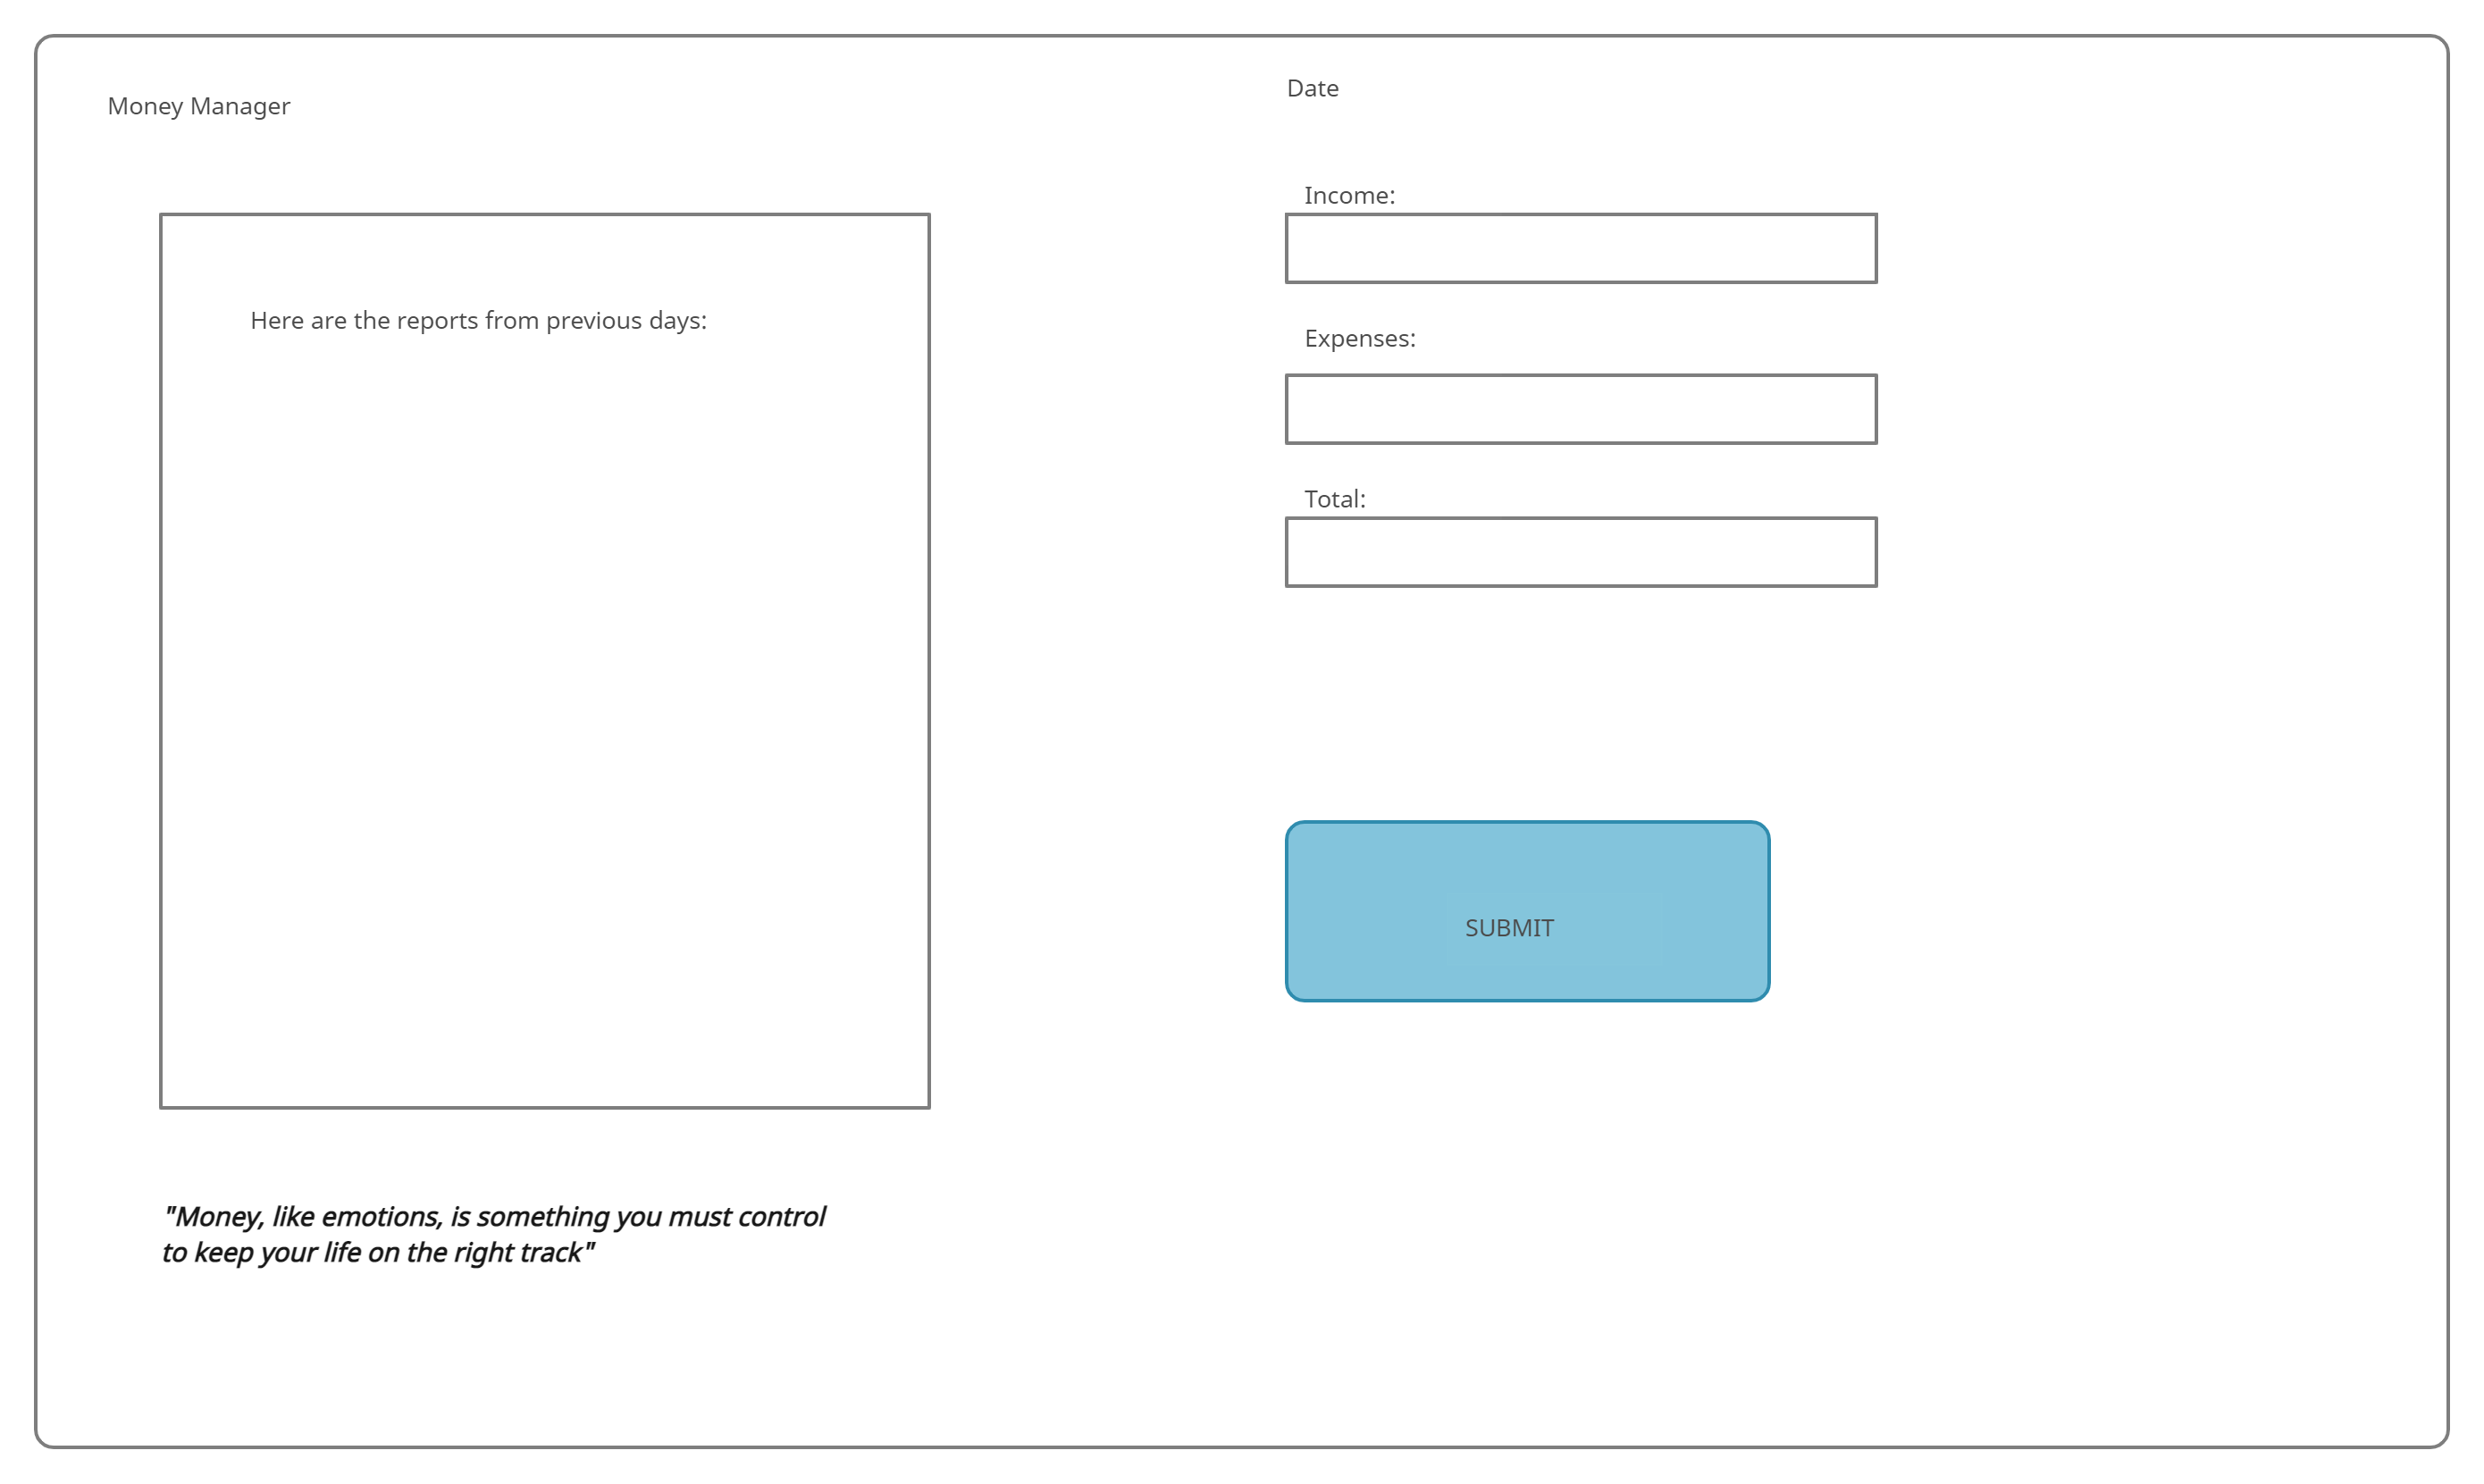 Money Manager
Here are the reports from previous days:
"Money, like emotions, is something you must control
to keep your life on the right track"
Date
Income:
Expenses:
Total:
SUBMIT